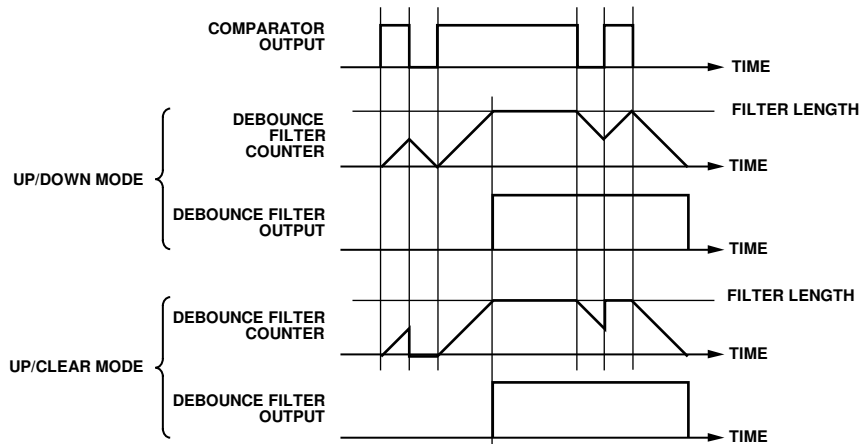 COMPARATOR
OUTPUT
TIME
FILTER LENGTH
DEBOUNCE
FILTER
COUNTER
TIME
UP/DOWN MODE
DEBOUNCE FILTER
OUTPUT
TIME
FILTER LENGTH
DEBOUNCE FILTER
COUNTER
TIME
UP/CLEAR MODE
DEBOUNCE FILTER
OUTPUT
TIME